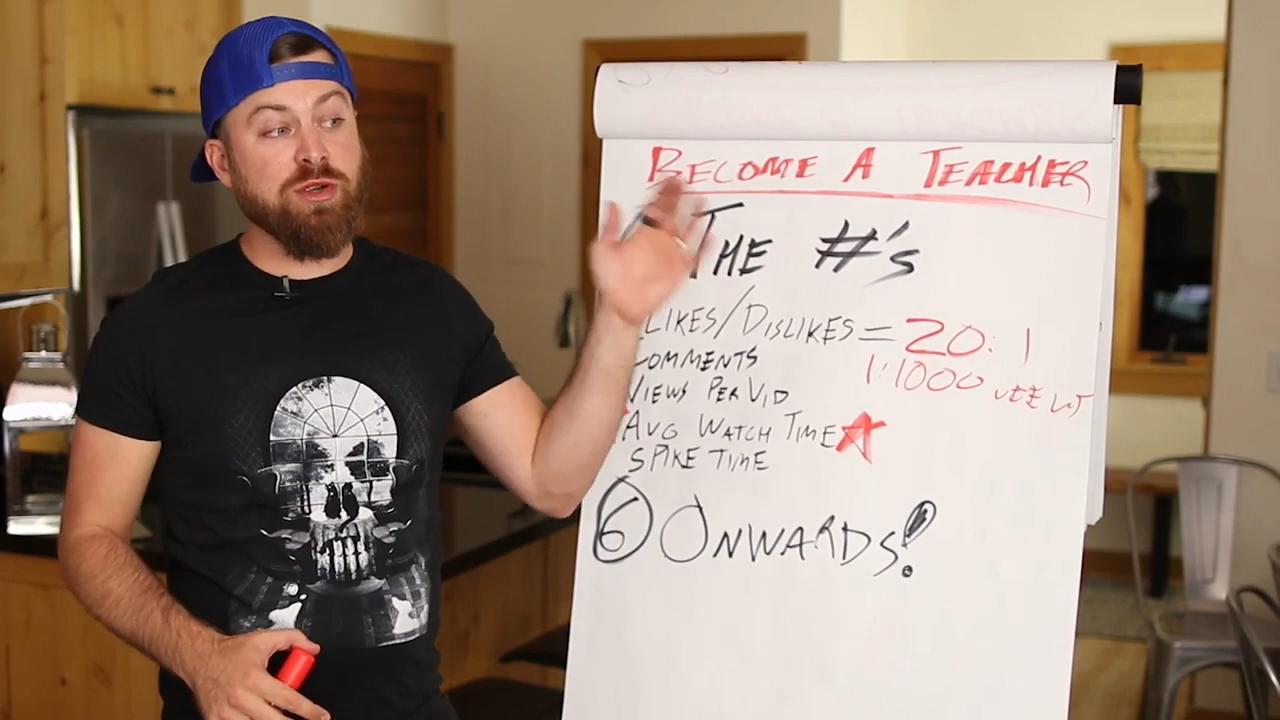 BECOME A TEACHER
THE #'s
LIKES/DISLIKES = 20:1
COMMENTS 1:1000
VIEWS PER VID
AVG WATCH TIME
SPIKE TIME
6 ONWARDS!